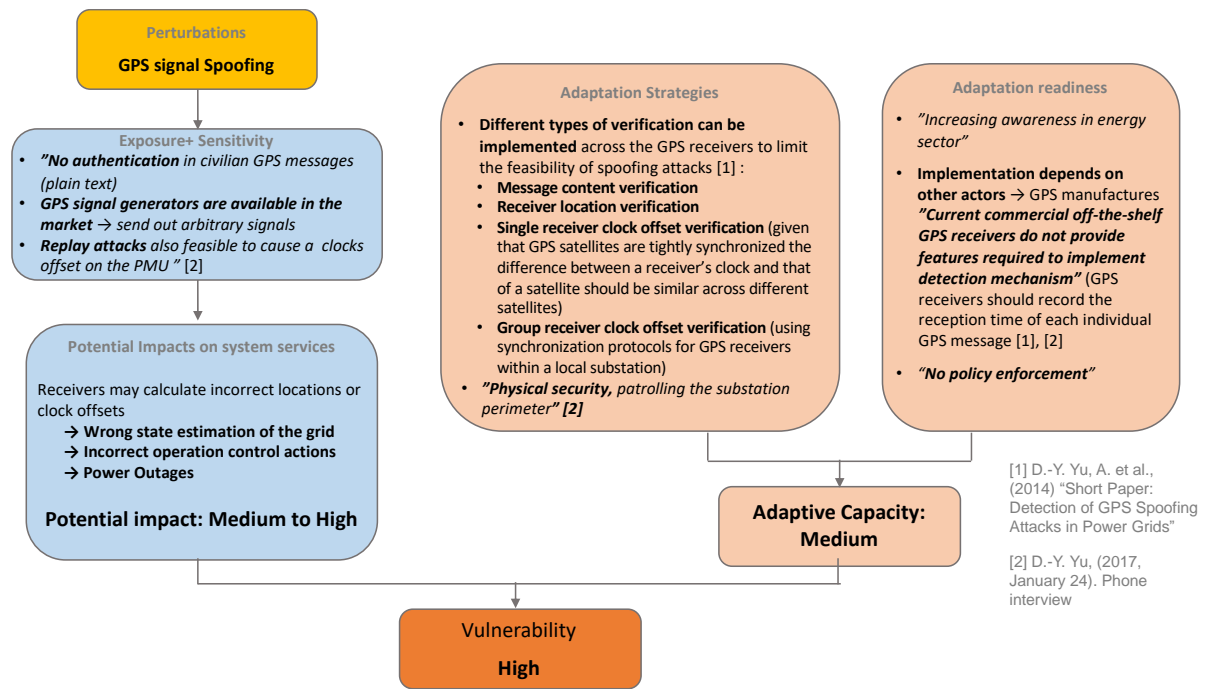 Perturbations
GPS signal Spoofing
Exposure+ Sensitivity
• "No authentication in civilian GPS messages
(plain text)
• GPS signal generators are available in the
market → send out arbitrary signals
• Replay attacks also feasible to cause a clocks
offset on the PMU " [2]
Potential Impacts on system services
Receivers may calculate incorrect locations or
clock offsets
→ Wrong state estimation of the grid
→ Incorrect operation control actions
→ Power Outages
Potential impact: Medium to High
Adaptation Strategies
• Different types of verification can be
implemented across the GPS receivers to limit
the feasibility of spoofing attacks [1] :
• Message content verification
• Receiver location verification
• Single receiver clock offset verification (given
that GPS satellites are tightly synchronized the
difference between a receiver's clock and that
of a satellite should be similar across different
satellites)
• Group receiver clock offset verification (using
synchronization protocols for GPS receivers
within a local substation)
• "Physical security, patrolling the substation
perimeter" [2]
Adaptation readiness
• "Increasing awareness in energy
sector"
• Implementation depends on
other actors → GPS manufactures
"Current commercial off-the-shelf
GPS receivers do not provide
features required to implement
detection mechanism" (GPS
receivers should record the
reception time of each individual
GPS message [1], [2]
• "No policy enforcement"
Adaptive Capacity:
Medium
[1] D.-Y. Yu, A. et al.,
(2014) "Short Paper:
Detection of GPS Spoofing
Attacks in Power Grids"
[2] D.-Y. Yu, (2017,
January 24). Phone
interview
Vulnerability
High